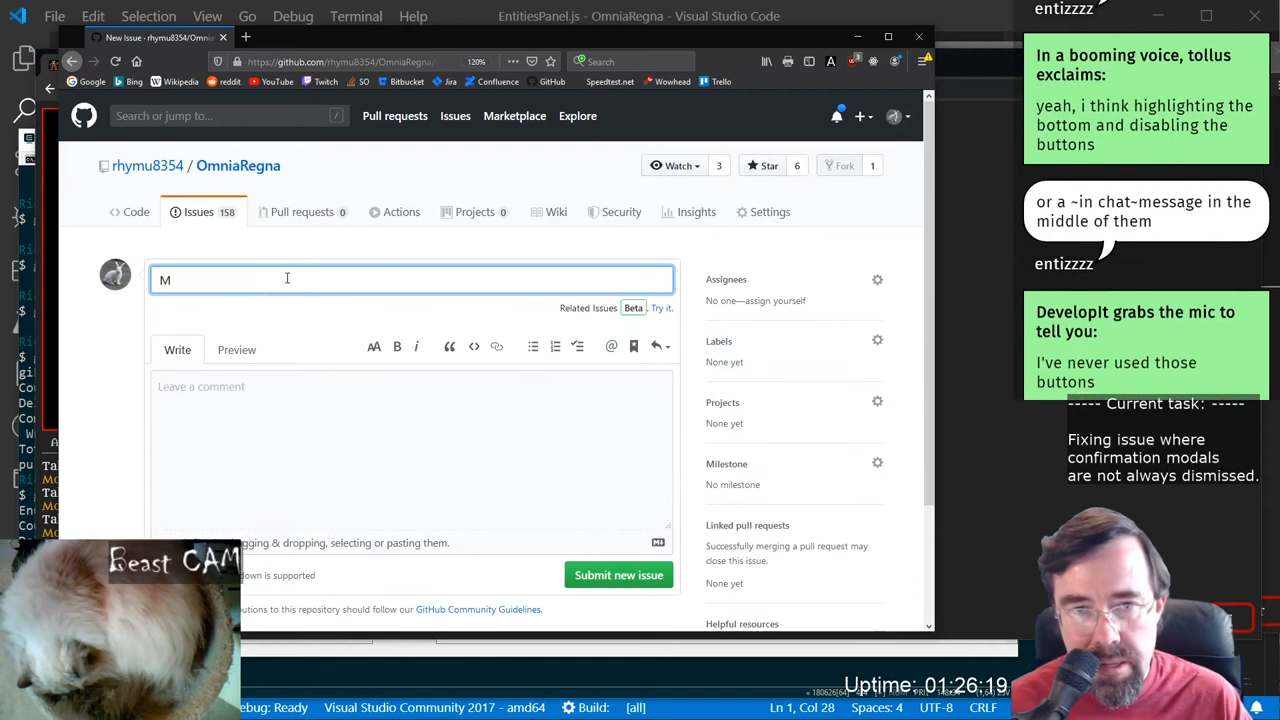 File Edit View Go Debug Terminal Help
EntitiesPanel.js - OmniaRegna - Visual Studio Code
New Issue · rhymu8354/Omni
https://github.com/rhymu8354/OmniaRegna/
120%
Search
Google Bing Wikipedia reddit YouTube Twitch SO Bitbucket Jira Confluence GitHub Speedtest.net Wowhead Trello
Search or jump to... /
Pull requests Issues Marketplace Explore
rhymu8354 / OmniaRegna
Watch 3 Star 6 Fork 1
Code Issues 158 Pull requests 0 Actions Projects 0 Wiki Security Insights Settings
M
Related Issues Beta . Try it.
Write Preview
Leave a comment
gging & dropping, selecting or pasting them.
down is supported
Submit new issue
butions to this repository should follow our GitHub Community Guidelines.
Assignees
No one—assign yourself
Labels
None yet
Projects
None yet
Milestone
No milestone
Linked pull requests
Successfully merging a pull request may
close this issue.
None yet
Helpful resources
entizzzz
In a booming voice, tollus
exclaims:
yeah, i think highlighting the
bottom and disabling the
buttons
or a ~in chat~message in the
middle of them
entizzzz
DevelopIt grabs the mic to
tell you:
I've never used those
buttons
----- Current task: -----
Fixing issue where
confirmation modals
are not always dismissed.
Beast CAM
Uptime: 01:26:19
ebug: Ready Visual Studio Community 2017 - amd64 Build: [all] Ln 1, Col 28 Spaces: 4 UTF-8 CRLF